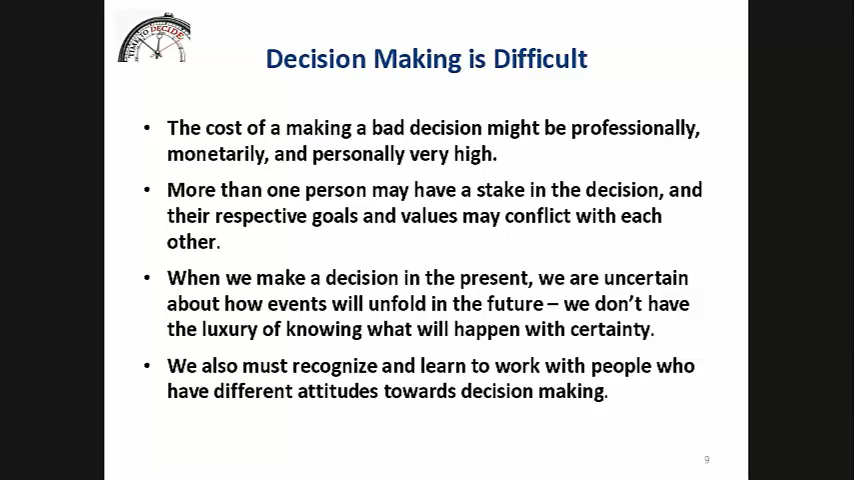 TIME TO DECIDE
Decision Making is Difficult
• The cost of a making a bad decision might be professionally,
monetarily, and personally very high.
• More than one person may have a stake in the decision, and
their respective goals and values may conflict with each
other.
• When we make a decision in the present, we are uncertain
about how events will unfold in the future – we don’t have
the luxury of knowing what will happen with certainty.
• We also must recognize and learn to work with people who
have different attitudes towards decision making.
9